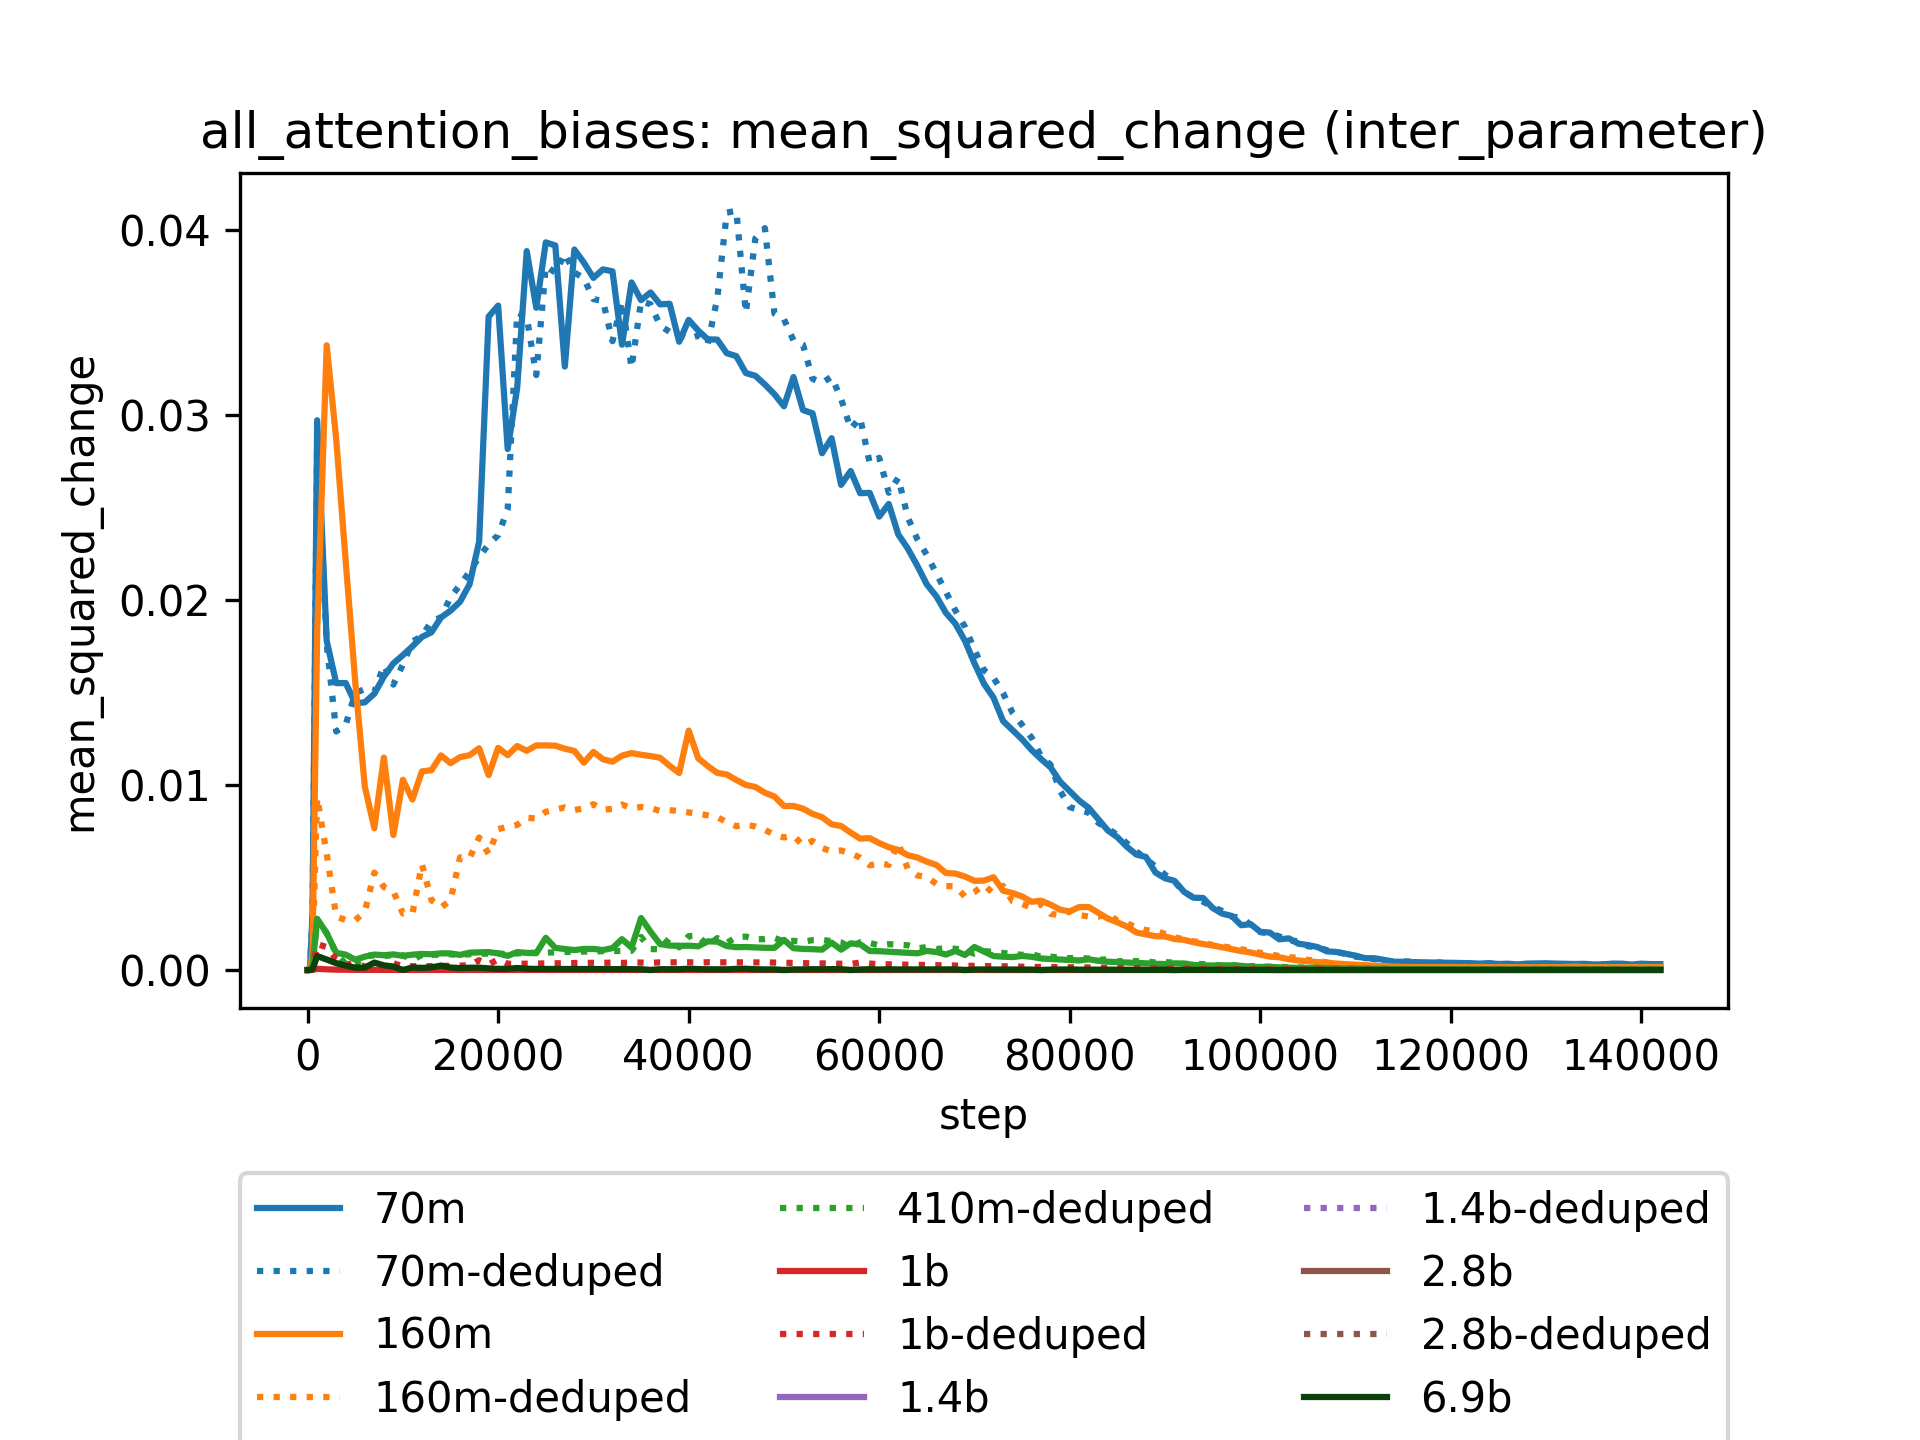 all_attention_biases: mean_squared_change (inter_parameter)
mean_squared_change
0.04
0.03
0.02
0.01
0.00
0 20000 40000 60000 80000 100000 120000 140000
step
70m
70m-deduped
160m
160m-deduped
410m-deduped
1b
1b-deduped
1.4b
1.4b-deduped
2.8b
2.8b-deduped
6.9b